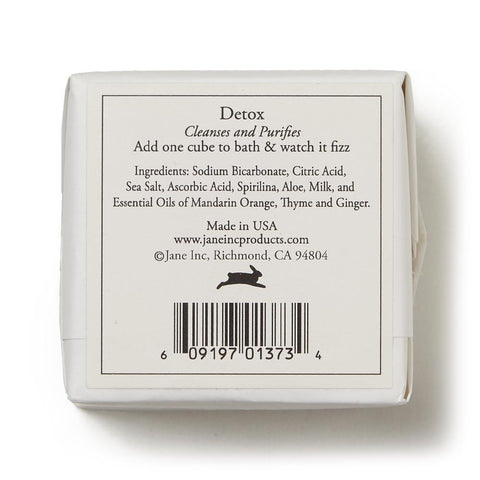 Detox
Cleanses and Purifies
Add one cube to bath & watch it fizz
Ingredients: Sodium Bicarbonate, Citric Acid,
Sea Salt, Ascorbic Acid, Spirilina, Aloe, Milk, and
Essential Oils of Mandarin Orange, Thyme and Ginger.
Made in USA
www.janeincproducts.com
©Jane Inc, Richmond, CA 94804
6 09197 01373 4